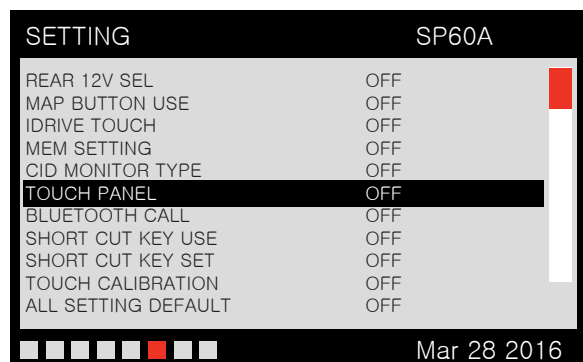 SETTING SP60A
REAR 12V SEL OFF
MAP BUTTON USE OFF
IDRIVE TOUCH OFF
MEM SETTING OFF
CID MONITOR TYPE OFF
TOUCH PANEL OFF
BLUETOOTH CALL OFF
SHORT CUT KEY USE OFF
SHORT CUT KEY SET OFF
TOUCH CALIBRATION OFF
ALL SETTING DEFAULT OFF
Mar 28 2016